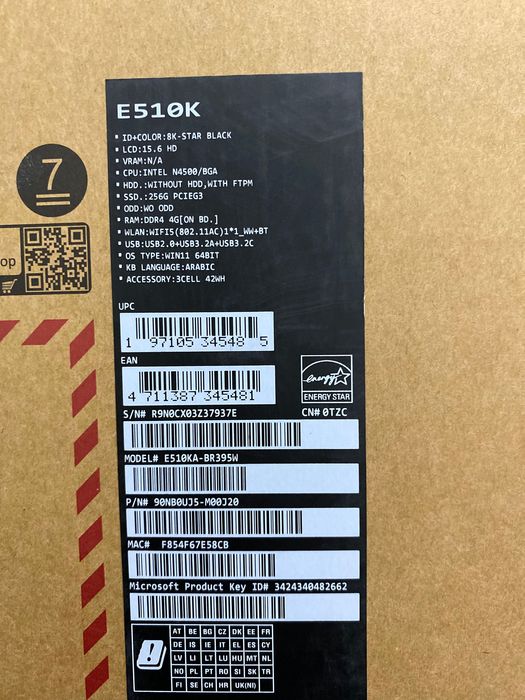 E510K
ID+COLOR:8K-STAR BLACK
LCD:15.6 HD
VRAM:N/A
CPU:INTEL N4500/BGA
HDD.:WITHOUT HDD,WITH FTPM
SSD.:256G PCIEG3
ODD:WO ODD
RAM:DDR4 4G[ON BD.]
WLAN:WIFI5(802.11AC)1*1_WW+BT
USB:USB2.0+USB3.2A+USB3.2C
OS TYPE:WIN11 64BIT
KB LANGUAGE:ARABIC
ACCESSORY:3CELL 42WH
7
op
UPC
1 97105 34548 5
EAN
4 711387 345481
energy
ENERGY STAR
S/N# R9N0CX03Z37937E CN# 0TZC
MODEL# E510KA-BR395W
P/N# 90NB0UJ5-M00J20
MAC# F854F67E58CB
Microsoft Product Key ID# 3424340482662
AT BE BG CZ DK EE FR
DE IS IE IT EL ES CY
LV LI LT LU HU MT NL
NO PL PT RO SI SK TR
FI SE CH HR UK(NI)